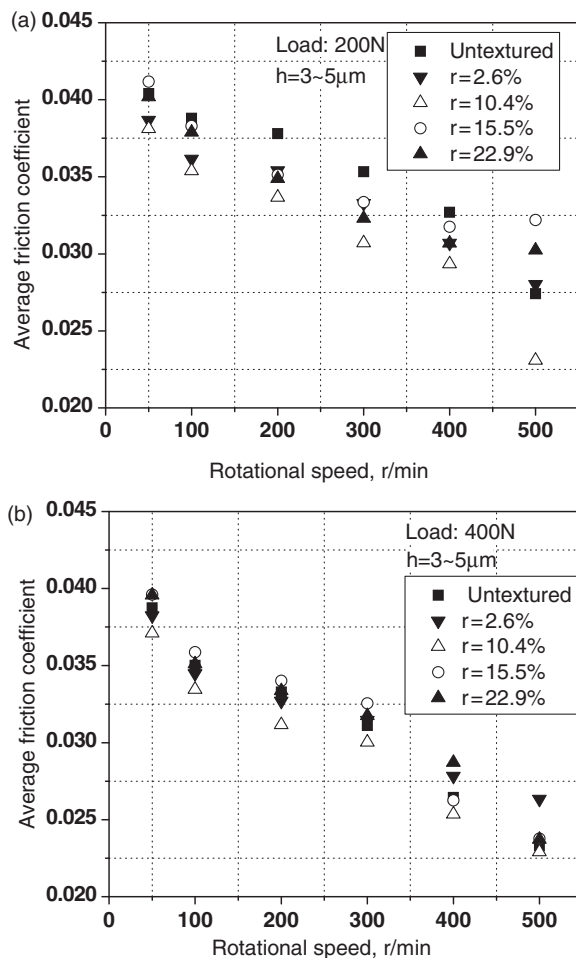 (a)
0.045
0.040
0.035
0.030
0.025
0.020
Average friction coefficient
Load: 200N
h=3~5μm
Untextured
r=2.6%
r=10.4%
r=15.5%
r=22.9%
0 100 200 300 400 500
Rotational speed, r/min
(b)
0.045
0.040
0.035
0.030
0.025
0.020
Average friction coefficient
Load: 400N
h=3~5μm
Untextured
r=2.6%
r=10.4%
r=15.5%
r=22.9%
0 100 200 300 400 500
Rotational speed, r/min